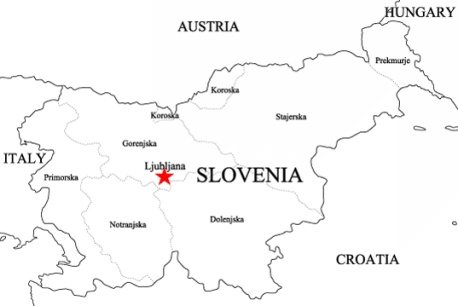 HUNGARY
AUSTRIA
Prekmurje
Koroska
Koroska
Stajerska
Gorenjska
ITALY
Ljubljana
Primorska
SLOVENIA
Notranjska
Dolenjska
CROATIA